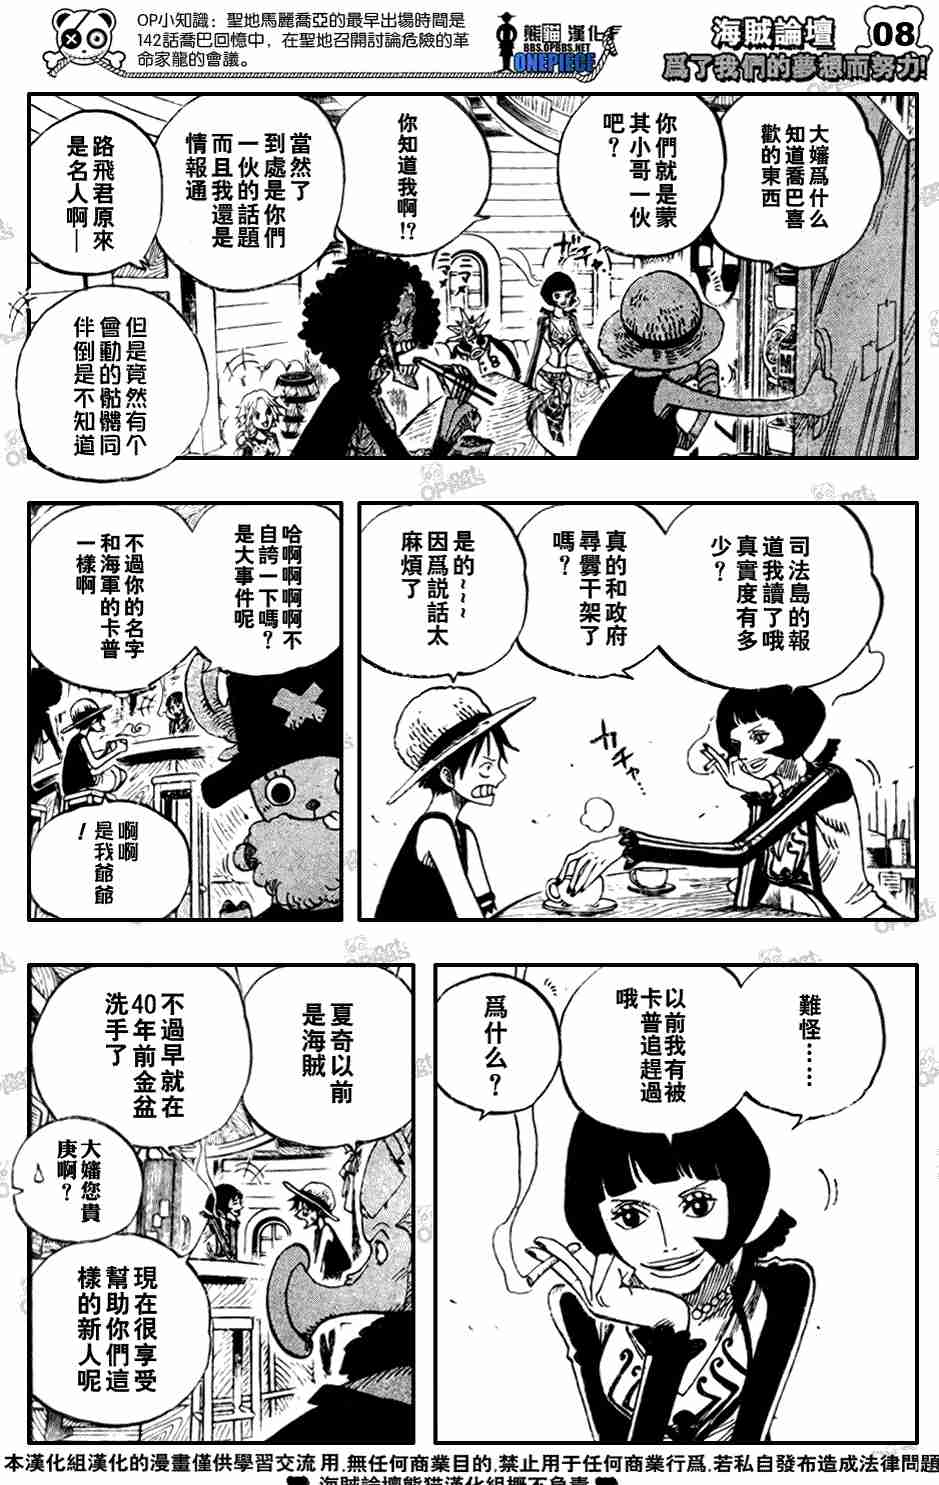 OP小知識：聖地馬麗喬亞的最早出場時間是
142話喬巴回憶中，在聖地召開討論危險的革
命家龍的會議。
熊貓 漢化
BBS.OPBBS.NET
ONEPIECE
海賊論壇
爲了我們的夢想而努力!
08
大嬸爲什么
知道喬巴喜
歡的東西
你們就是蒙
其小哥一伙
吧？
你知道我啊!?
當然了
到處是你們
一伙的話題
而且我還是
情報通
路飛君原來
是名人啊—
但是竟然有个
會動的骷髏同
伴倒是不知道
司法島的報
道我讀了哦
真實度有多
少？
真的和政府
尋釁干架了
嗎？
是的~~~
因爲説話太
麻煩了
カチャ..
哈啊啊啊啊不
自誇一下嗎？
是大事件呢
不過你的名字
和海軍的卡普
一樣啊
啊啊
是我爺爺
!
難怪……
以前我有被
卡普追趕過
哦
爲什么？
夏奇以前
是海賊
不過早就在
40年前金盆
洗手了
大嬸您貴
庚啊？
現在很享受
幫助你們這
樣的新人呢
本漢化組漢化的漫畫僅供學習交流用,無任何商業目的,禁止用于任何商業行爲,若私自發布造成法律問題
海賊論壇熊猫漢化組概不負責